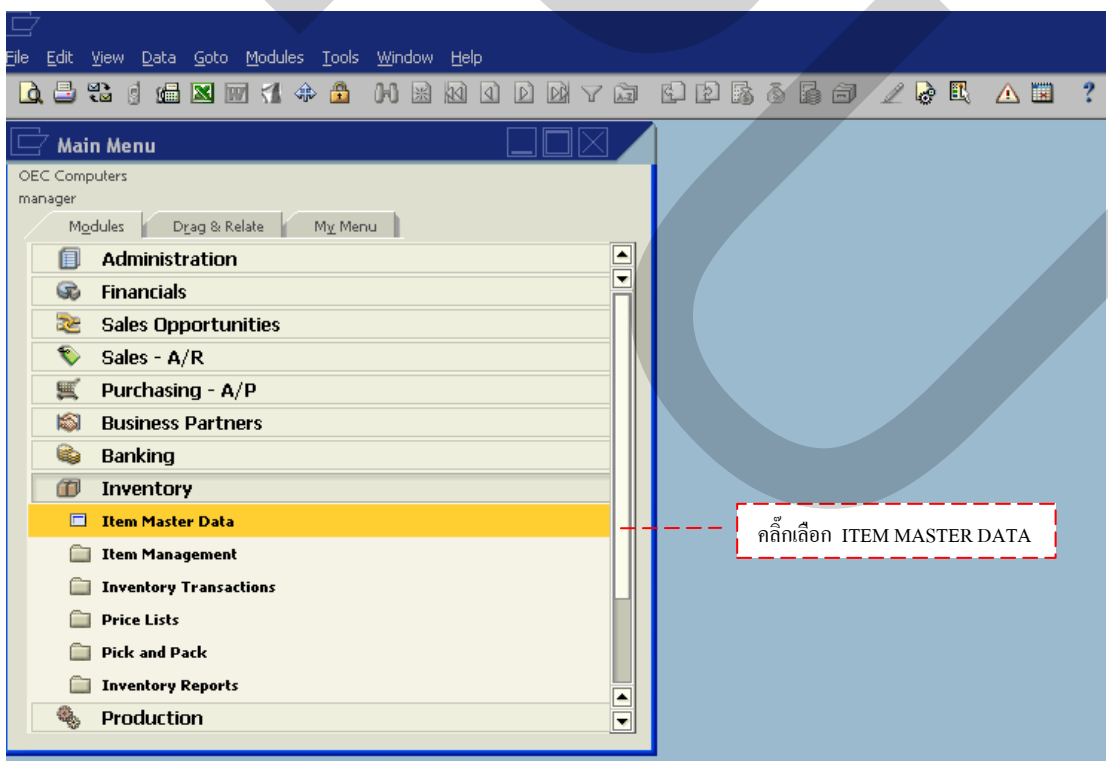 File Edit View Data Goto Modules Tools Window Help
Main Menu
OEC Computers
manager
Modules Drag & Relate My Menu
Administration
Financials
Sales Opportunities
Sales - A/R
Purchasing - A/P
Business Partners
Banking
Inventory
Item Master Data
คลิ๊กเลือก ITEM MASTER DATA
Item Management
Inventory Transactions
Price Lists
Pick and Pack
Inventory Reports
Production